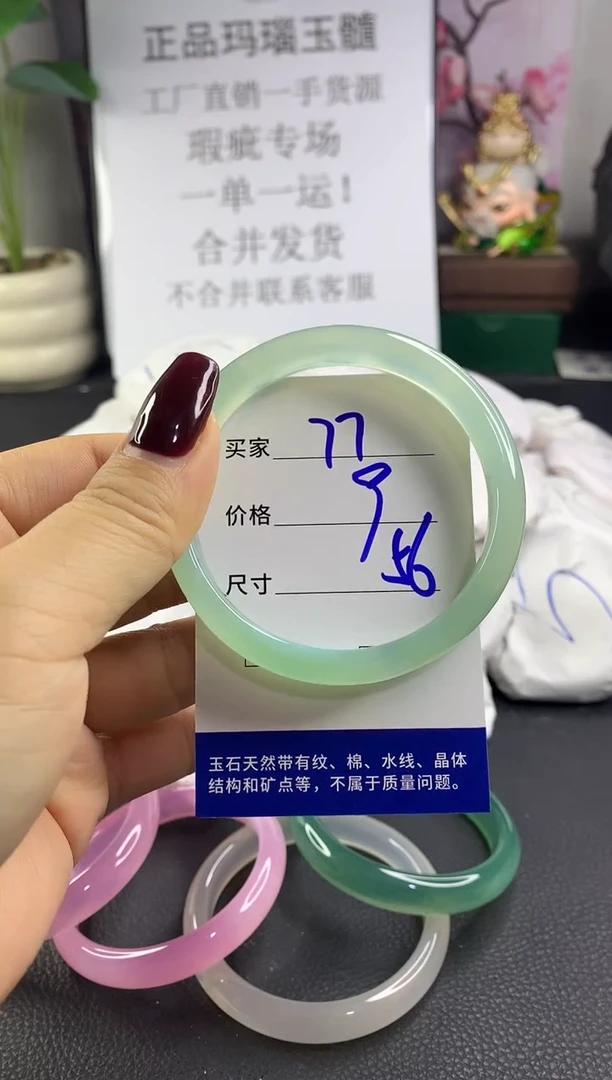 正品玛瑙玉髓
工厂直销一手货源
瑕疵专场
一单一运！
合并发货
不合并联系客服
买家 77
价格 9
尺寸 56
玉石天然带有纹、棉、水线、晶体
结构和矿点等，不属于质量问题。